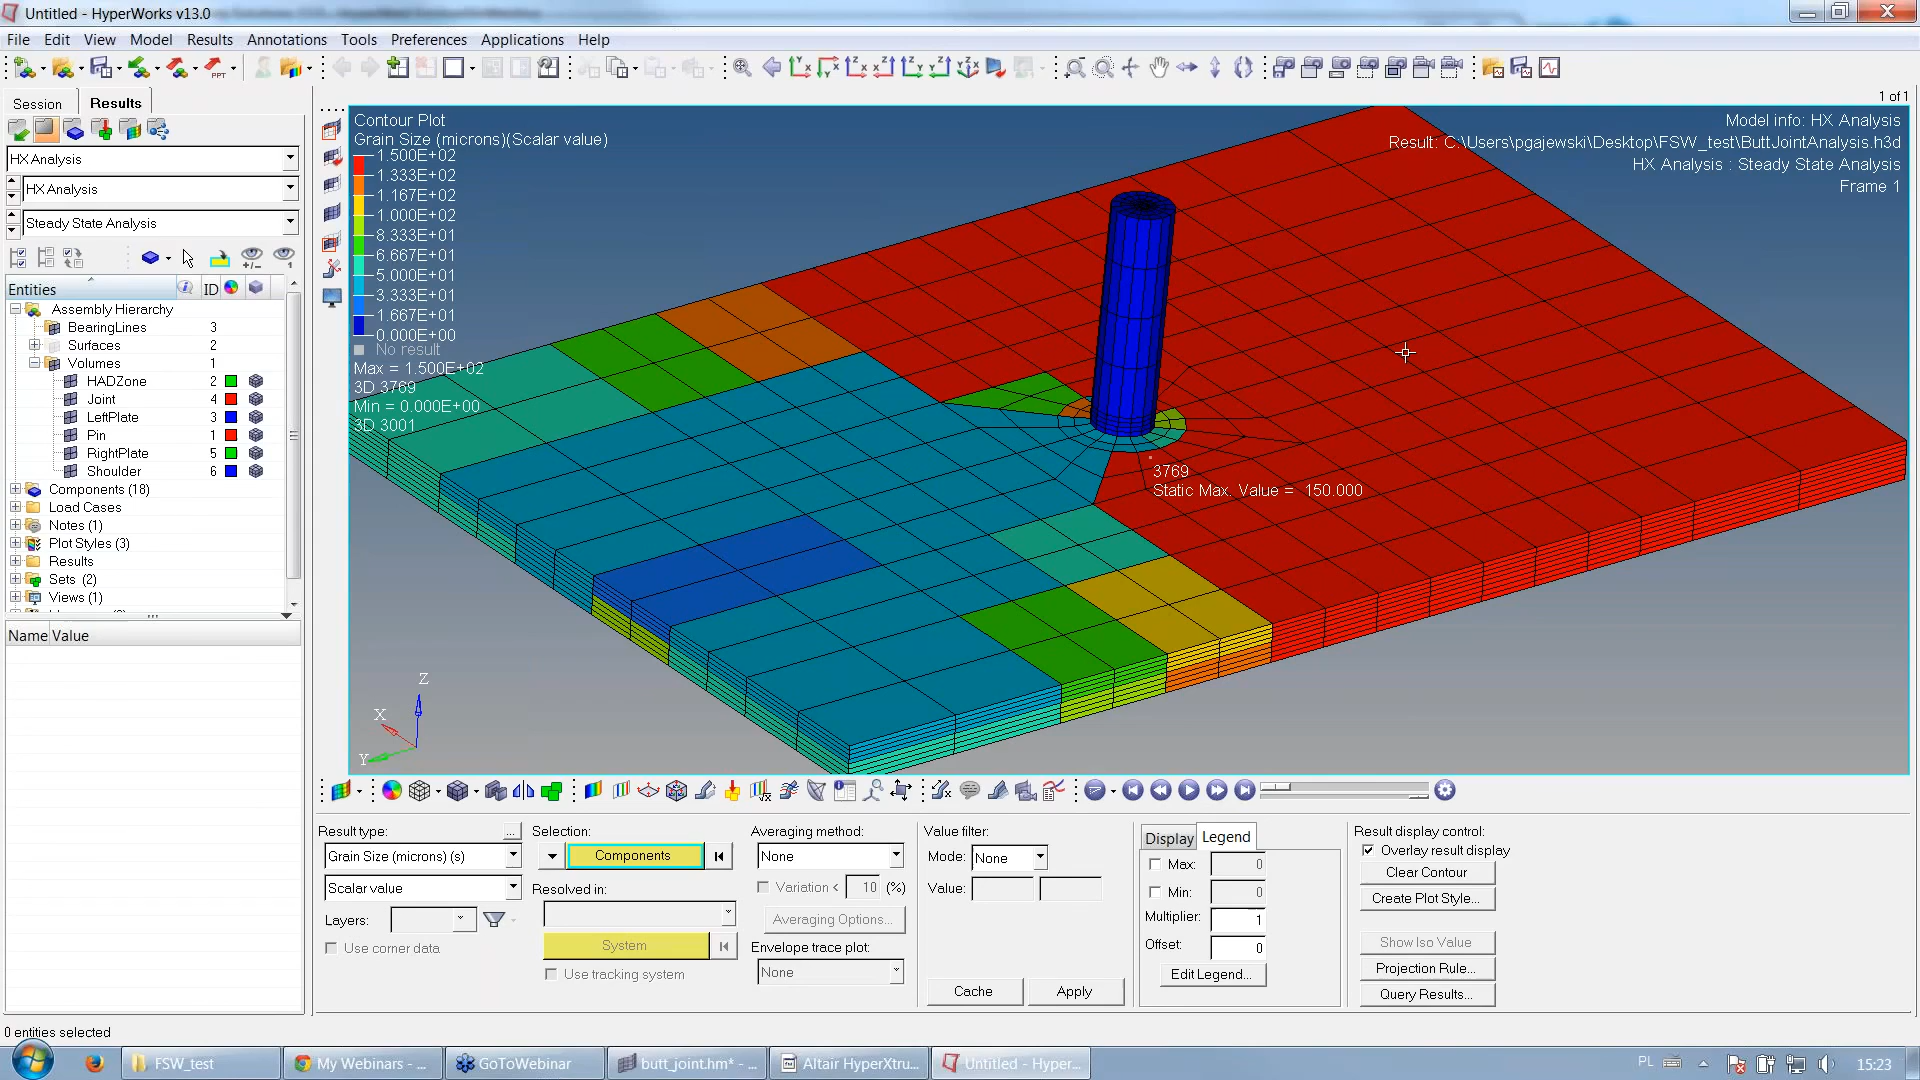 Untitled - HyperWorks v13.0
File Edit View Model Results Annotations Tools Preferences Applications Help
PPT
Session Results
1 of 1
HX Analysis
HX Analysis
Steady State Analysis
Entities ID
Assembly Hierarchy
BearingLines 3
Surfaces 2
Volumes 1
HADZone 2
Joint 4
LeftPlate 3
Pin 1
RightPlate 5
Shoulder 6
Components (18)
Load Cases
Notes (1)
Plot Styles (3)
Results
Sets (2)
Views (1)
Name Value
0 entities selected
Contour Plot
Grain Size (microns)(Scalar value)
1.500E+02
1.333E+02
1.167E+02
1.000E+02
8.333E+01
6.667E+01
5.000E+01
3.333E+01
1.667E+01
0.000E+00
No result
Max = 1.500E+02
3D 3769
Min = 0.000E+00
3D 3001
Model info: HX Analysis
Result: C:\Users\pgajewski\Desktop\FSW_test\ButtJointAnalysis.h3d
HX Analysis : Steady State Analysis
Frame 1
3769
Static Max. Value = 150.000
Z
X
Y
Result type:
...
Grain Size (microns) (s)
Scalar value
Layers:
Use corner data
Selection:
Components
Resolved in:
System
Use tracking system
Averaging method:
None
Variation < 10 (%)
Averaging Options...
Envelope trace plot:
None
Value filter:
Mode: None
Value:
Cache Apply
Display Legend
Max: 0
Min: 0
Multiplier: 1
Offset: 0
Edit Legend...
Result display control:
Overlay result display
Clear Contour
Create Plot Style...
Show Iso Value
Projection Rule...
Query Results...
FSW_test
My Webinars - ...
GoToWebinar
butt_joint.hm* - ...
Altair HyperXtru...
Untitled - Hyper...
PL
15:23